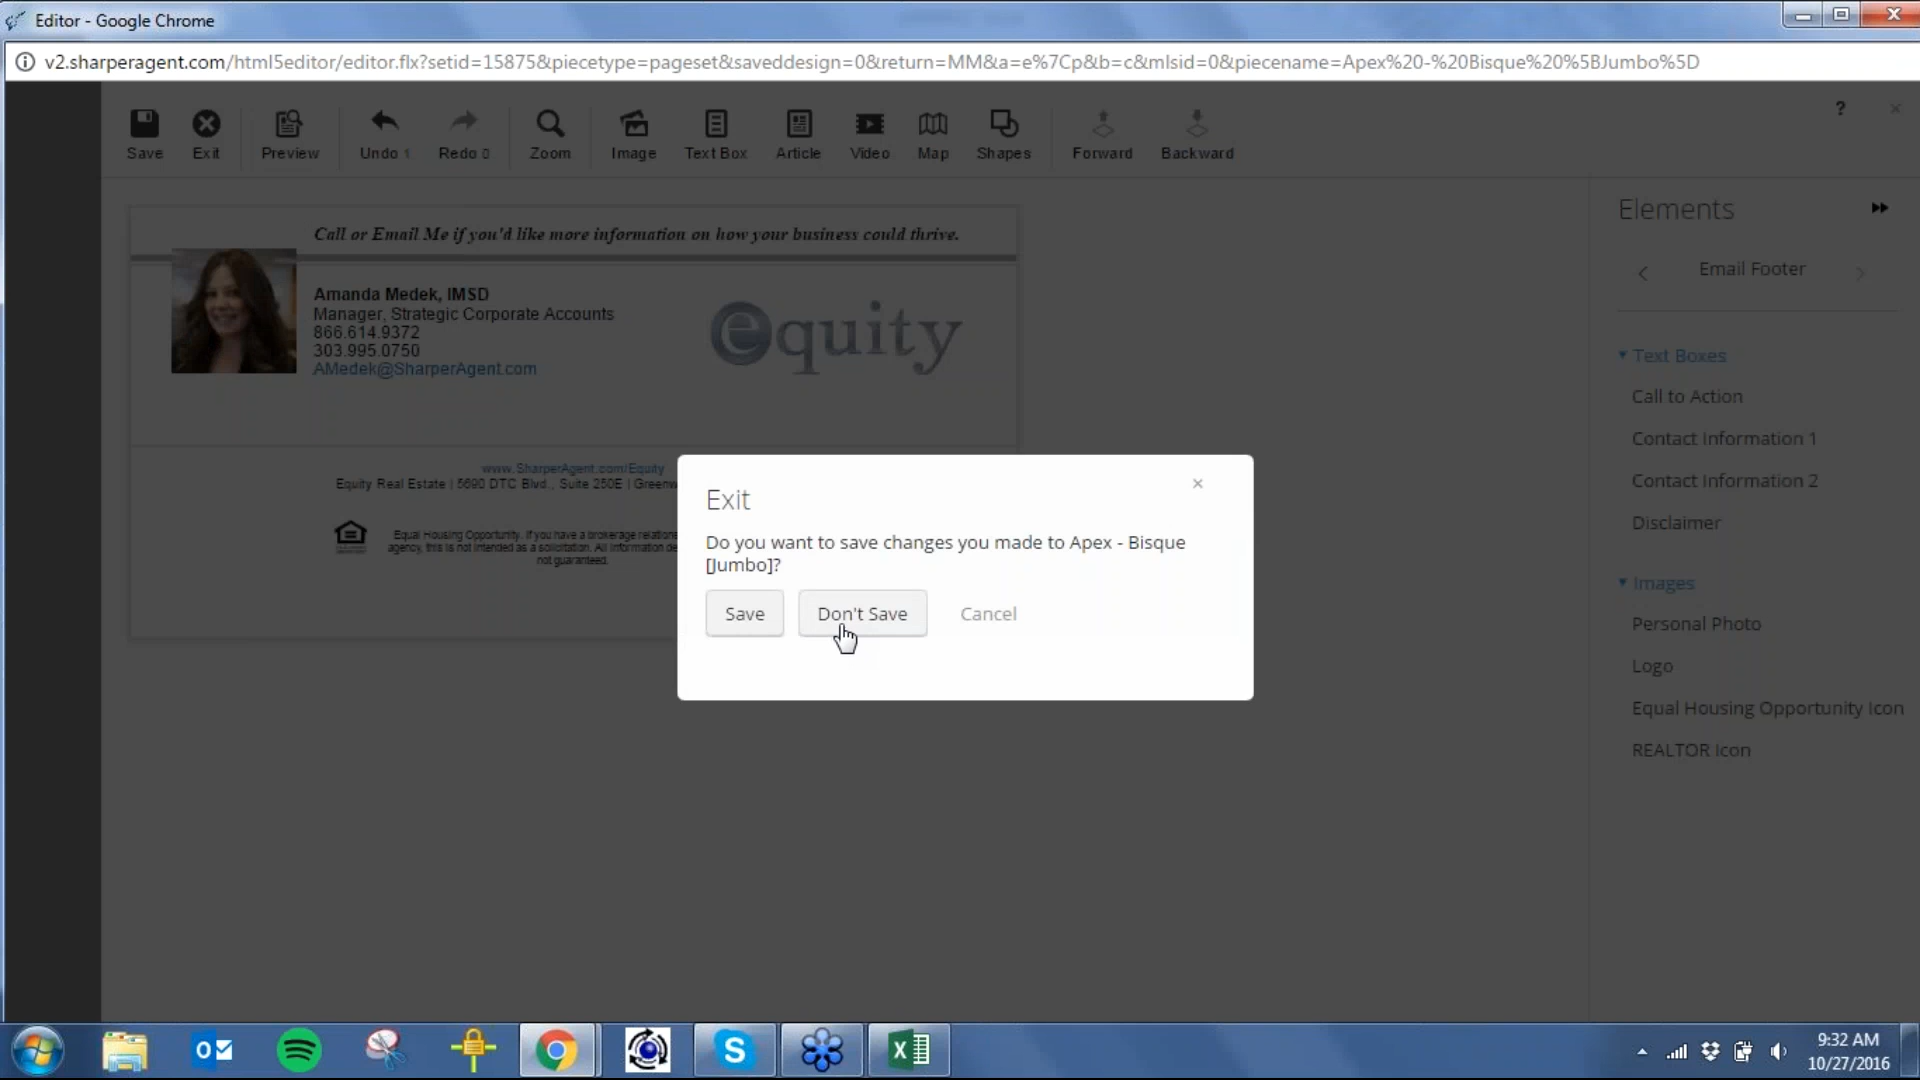 Editor - Google Chrome
v2.sharperagent.com/html5editor/editor.flx?setid=15875&piecetype=pageset&saveddesign=0&return=MM&a=e%7Cp&b=c&mlsid=0&piecename=Apex%20-%20Bisque%20%5BJumbo%5D
Save Exit Preview Undo 1 Redo 0 Zoom Image Text Box Article Video Map Shapes Forward Backward
?
Call or Email Me if you'd like more information on how your business could thrive.
Amanda Medek, IMSD
Manager, Strategic Corporate Accounts
866.614.9372
303.995.0750
AMedek@SharperAgent.com
equity
www.SharperAgent.com/Equity
Equity Real Estate | 5690 DTC Blvd., Suite 250E | Greenw
Equal Housing Opportunity. If you have a brokerage relations
agency, this is not intended as a solicitation. All information de
not guaranteed.
Exit
Do you want to save changes you made to Apex - Bisque
[Jumbo]?
Save Don't Save Cancel
Elements
Email Footer
Text Boxes
Call to Action
Contact Information 1
Contact Information 2
Disclaimer
Images
Personal Photo
Logo
Equal Housing Opportunity Icon
REALTOR Icon
9:32 AM
10/27/2016